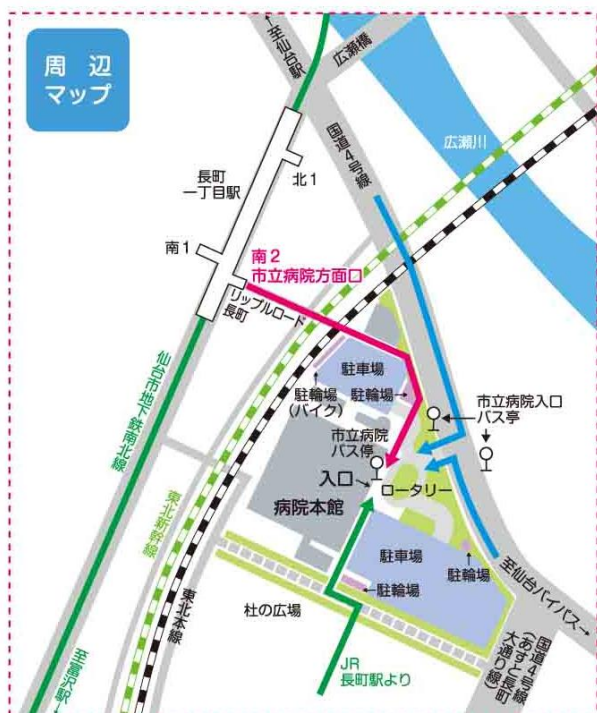 周 辺
マップ
↑至仙台駅
広瀬橋
国道4号線
広瀬川
長町
一丁目駅
北1
南1
南2
市立病院方面口
リップルロード
長町
駐車場
駐輪場
(バイク)
駐輪場→
市立病院入口
バス亭
市立病院
バス停
入口
ロータリー
病院本館
仙台市地下鉄南北線
東北新幹線
東北本線
駐車場
←駐輪場
駐輪場
至仙台バイパス→
杜の広場
国道4号線
(あすと長町
大通り線)
JR
長町駅より
至富沢駅↓